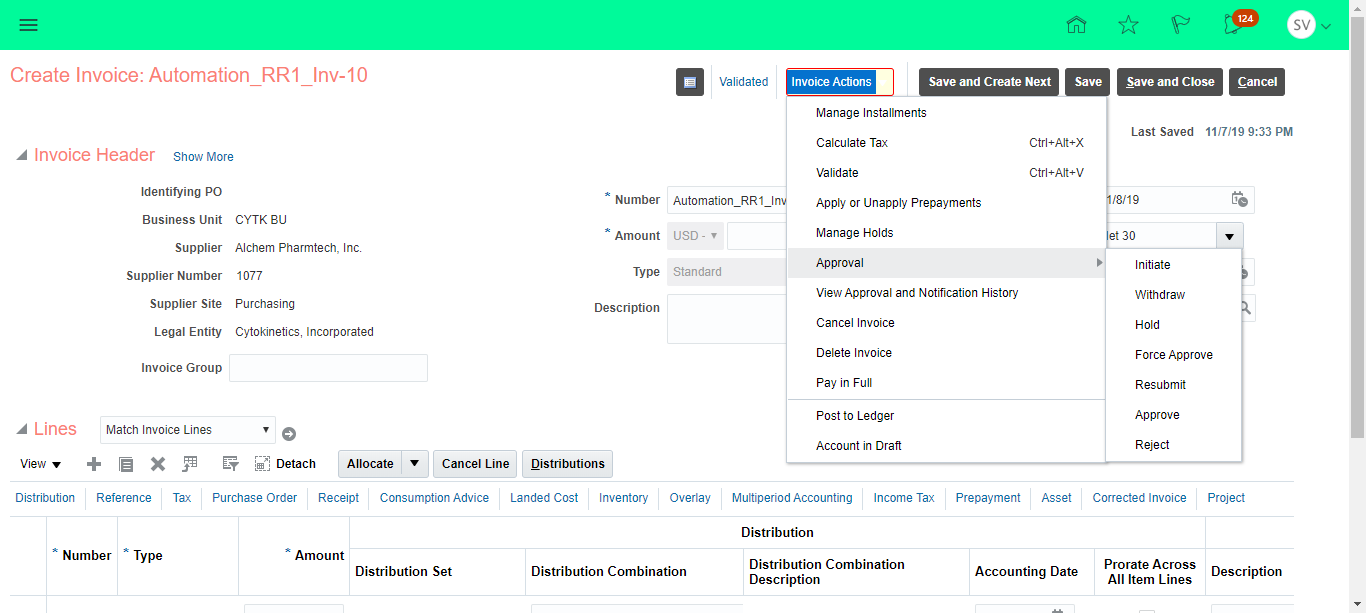 124
SV
Create Invoice: Automation_RR1_Inv-10
Validated
Invoice Actions
Save and Create Next
Save
Save and Close
Cancel
Last Saved 11/7/19 9:33 PM
Manage Installments
Calculate Tax Ctrl+Alt+X
Validate Ctrl+Alt+V
Apply or Unapply Prepayments
Manage Holds
Approval
View Approval and Notification History
Cancel Invoice
Delete Invoice
Pay in Full
Post to Ledger
Account in Draft
Initiate
Withdraw
Hold
Force Approve
Resubmit
Approve
Reject
Invoice Header Show More
Identifying PO
Business Unit CYTK BU
Supplier Alchem Pharmtech, Inc.
Supplier Number 1077
Supplier Site Purchasing
Legal Entity Cytokinetics, Incorporated
Invoice Group
* Number Automation_RR1_Inv
* Amount USD -
Type Standard
Description
1/8/19
et 30
Lines Match Invoice Lines
View Detach Allocate Cancel Line Distributions
Distribution Reference Tax Purchase Order Receipt Consumption Advice Landed Cost Inventory Overlay Multiperiod Accounting Income Tax Prepayment Asset Corrected Invoice Project
* Number * Type * Amount
Distribution
Distribution Set
Distribution Combination
Distribution Combination
Description
Accounting Date
Prorate Across
All Item Lines
Description